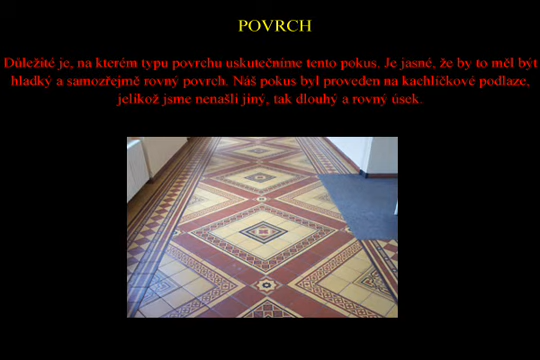 POVRCH
Důležité je, na kterém typu povrchu uskutečníme tento pokus. Je jasné, že by to měl být
hladký a samozřejmě rovný povrch. Náš pokus byl proveden na kachlíčkové podlaze,
jelikož jsme nenašli jiný, tak dlouhý a rovný úsek.